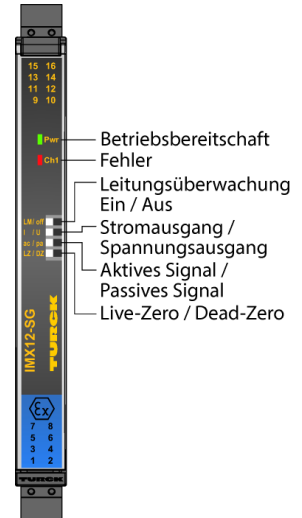 15 16
13 14
11 12
9 10
Pwr
Betriebsbereitschaft
Ch1
Fehler
Leitungsüberwachung
Ein / Aus
LM/ off
I / U
Stromausgang /
Spannungsausgang
ac / pa
Aktives Signal /
Passives Signal
LZ / DZ
Live-Zero / Dead-Zero
IMX12-SG
TURCK
Ex
7 8
5 6
3 4
1 2
TURCK